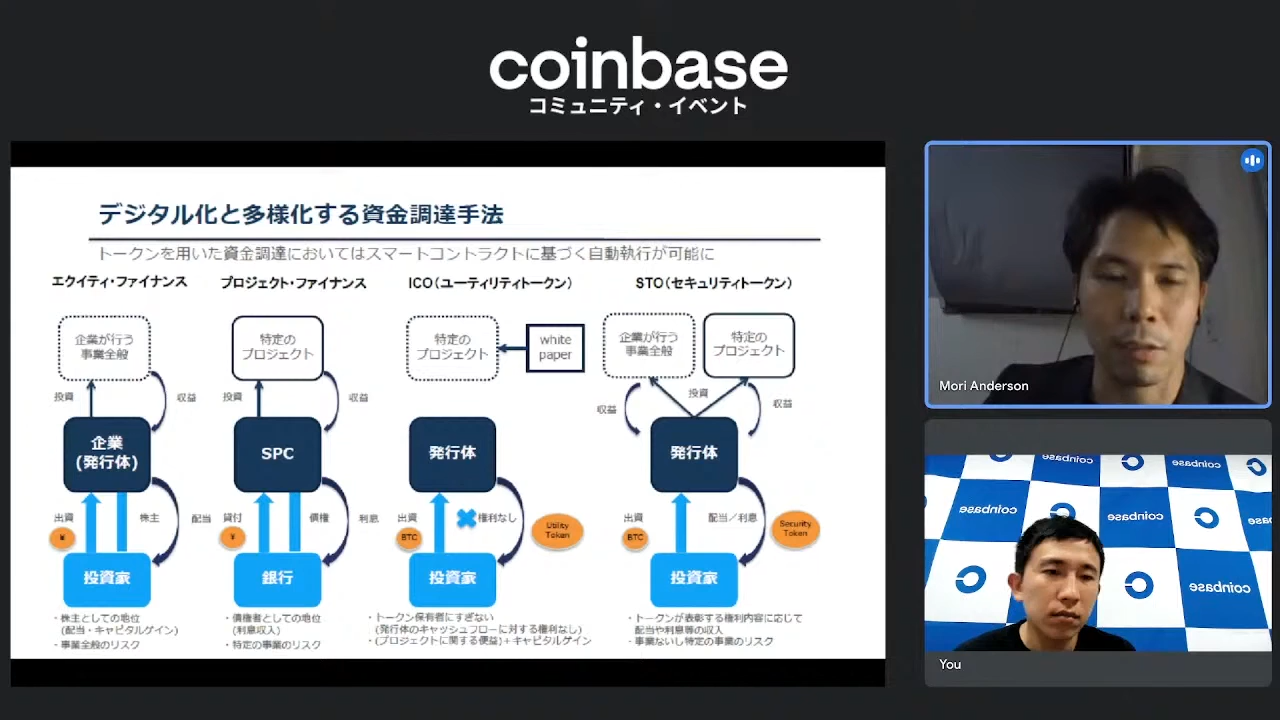 coinbase
コミュニティ・イベント
デジタル化と多様化する資金調達手法
トークンを用いた資金調達においてはスマートコントラクトに基づく自動執行が可能に
エクイティ・ファイナンス
プロジェクト・ファイナンス
ICO(ユーティリティトークン)
STO(セキュリティトークン)
企業が行う
事業全般
投資
収益
企業
(発行体)
出資
¥
株主
配当
投資家
・株主としての地位
(配当・キャピタルゲイン)
・事業全般のリスク
特定の
プロジェクト
投資
収益
SPC
貸付
¥
債権
利息
銀行
・債権者としての地位
(利息収入)
・特定の事業のリスク
特定の
プロジェクト
white
paper
発行体
出資
BTC
権利なし
Utility
Token
投資家
・トークン保有者にすぎない
(発行体のキャッシュフローに対する権利なし)
・(プロジェクトに関する便益)+キャピタルゲイン
企業が行う
事業全般
特定の
プロジェクト
収益
投資
収益
発行体
出資
BTC
配当/利息
Security
Token
投資家
・トークンが表彰する権利内容に応じて
配当や利息等の収入
・事業ないし特定の事業のリスク
Mori Anderson
coinbase
coinbase
coinbase
coinbase
coinbase
You